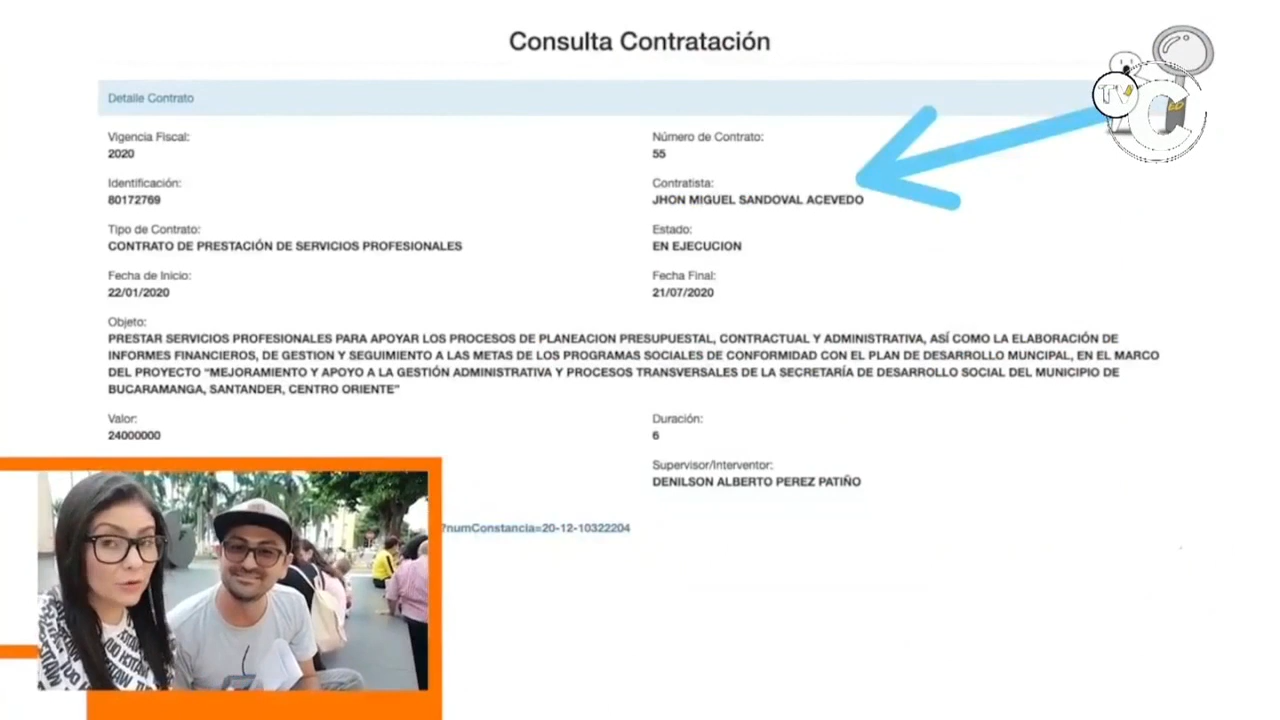 Consulta Contratación
Detalle Contrato
TV
C
Vigencia Fiscal:
2020
Número de Contrato:
55
Identificación:
80172769
Contratista:
JHON MIGUEL SANDOVAL ACEVEDO
Tipo de Contrato:
CONTRATO DE PRESTACIÓN DE SERVICIOS PROFESIONALES
Estado:
EN EJECUCION
Fecha de Inicio:
22/01/2020
Fecha Final:
21/07/2020
Objeto:
PRESTAR SERVICIOS PROFESIONALES PARA APOYAR LOS PROCESOS DE PLANEACION PRESUPUESTAL, CONTRACTUAL Y ADMINISTRATIVA, ASÍ COMO LA ELABORACIÓN DE
INFORMES FINANCIEROS, DE GESTION Y SEGUIMIENTO A LAS METAS DE LOS PROGRAMAS SOCIALES DE CONFORMIDAD CON EL PLAN DE DESARROLLO MUNCIPAL, EN EL MARCO
DEL PROYECTO "MEJORAMIENTO Y APOYO A LA GESTIÓN ADMINISTRATIVA Y PROCESOS TRANSVERSALES DE LA SECRETARÍA DE DESARROLLO SOCIAL DEL MUNICIPIO DE
BUCARAMANGA, SANTANDER, CENTRO ORIENTE"
Valor:
24000000
Duración:
6
Supervisor/Interventor:
DENILSON ALBERTO PEREZ PATIÑO
?numConstancia=20-12-10322204